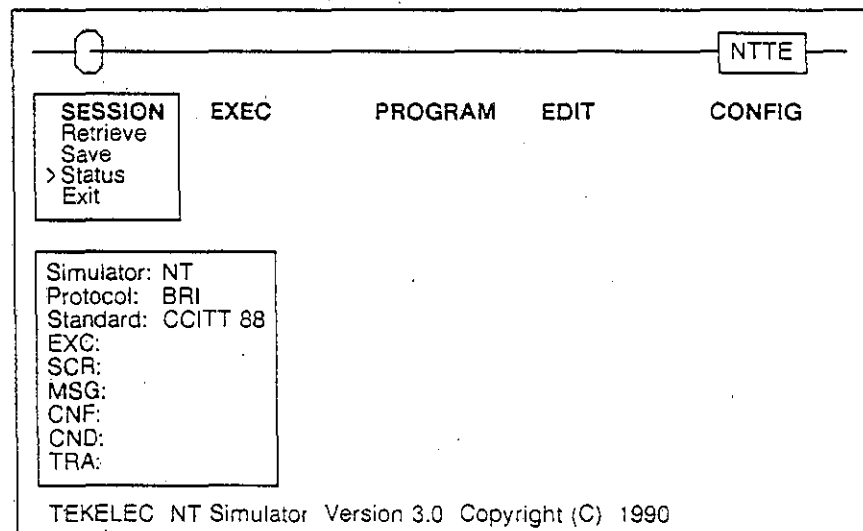 NTTE
SESSION EXEC PROGRAM EDIT CONFIG
Retrieve
Save
> Status
Exit
Simulator: NT
Protocol: BRI
Standard: CCITT 88
EXC:
SCR:
MSG:
CNF:
CND:
TRA:
TEKELEC NT Simulator Version 3.0 Copyright (C) 1990